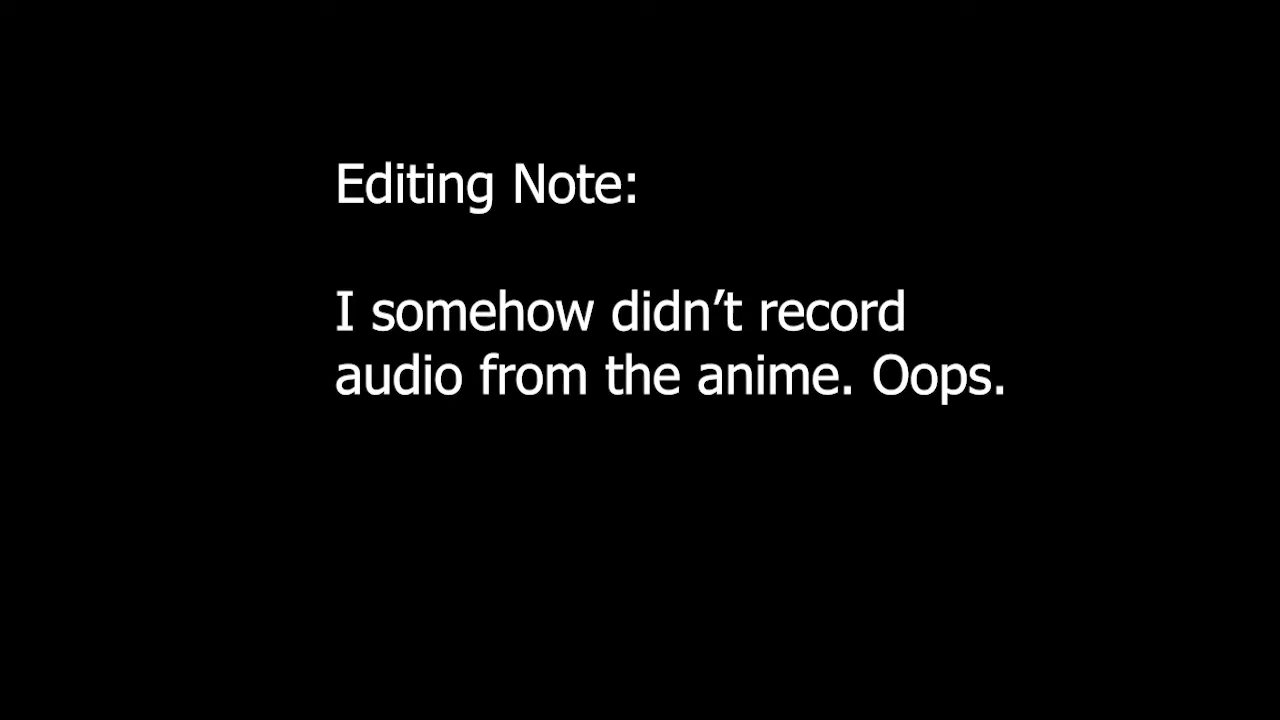 Editing Note:
I somehow didn’t record
audio from the anime. Oops.